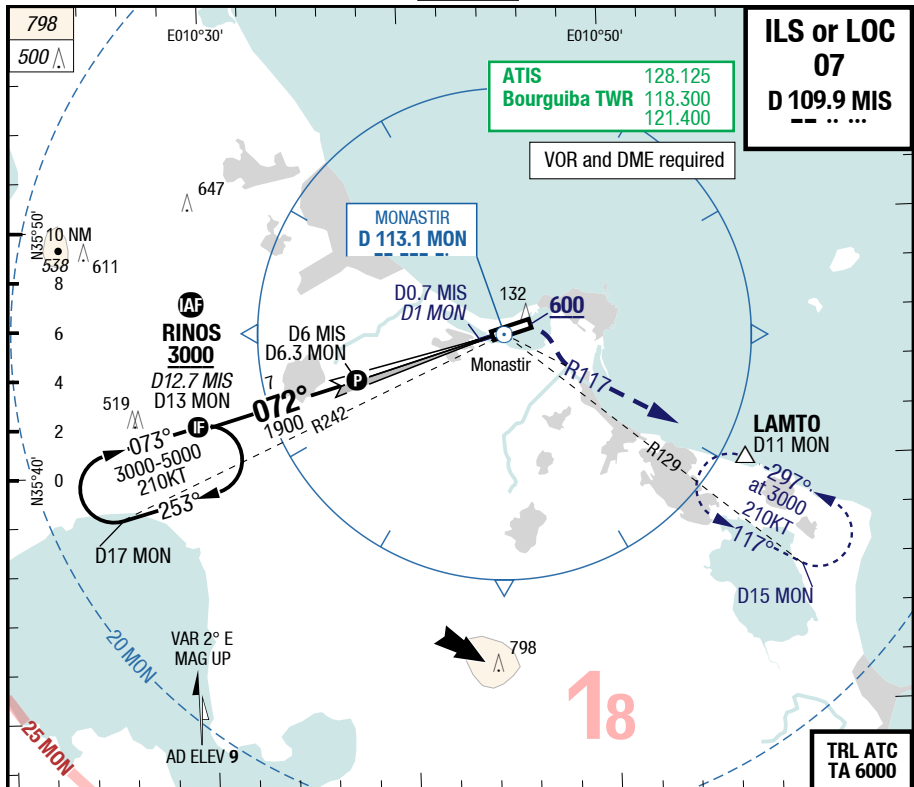 798
500
E010°30'
E010°50'
ILS or LOC
07
D 109.9 MIS
ATIS 128.125
Bourguiba TWR 118.300
121.400
VOR and DME required
647
N35°50'
10 NM
538
611
MONASTIR
D 113.1 MON
8
6
4
2
0
IAF
RINOS
3000
D12.7 MIS
D13 MON
D0.7 MIS
D1 MON
132
600
D6 MIS
D6.3 MON
Monastir
P
7
072°
1900
R242
R117
519
IF
073°
3000-5000
210KT
253°
LAMTO
D11 MON
R129
297°
at 3000
210KT
117°
N35°40'
D17 MON
D15 MON
VAR 2° E
MAG UP
20 MON
798
18
25 MON
AD ELEV 9
TRL ATC
TA 6000